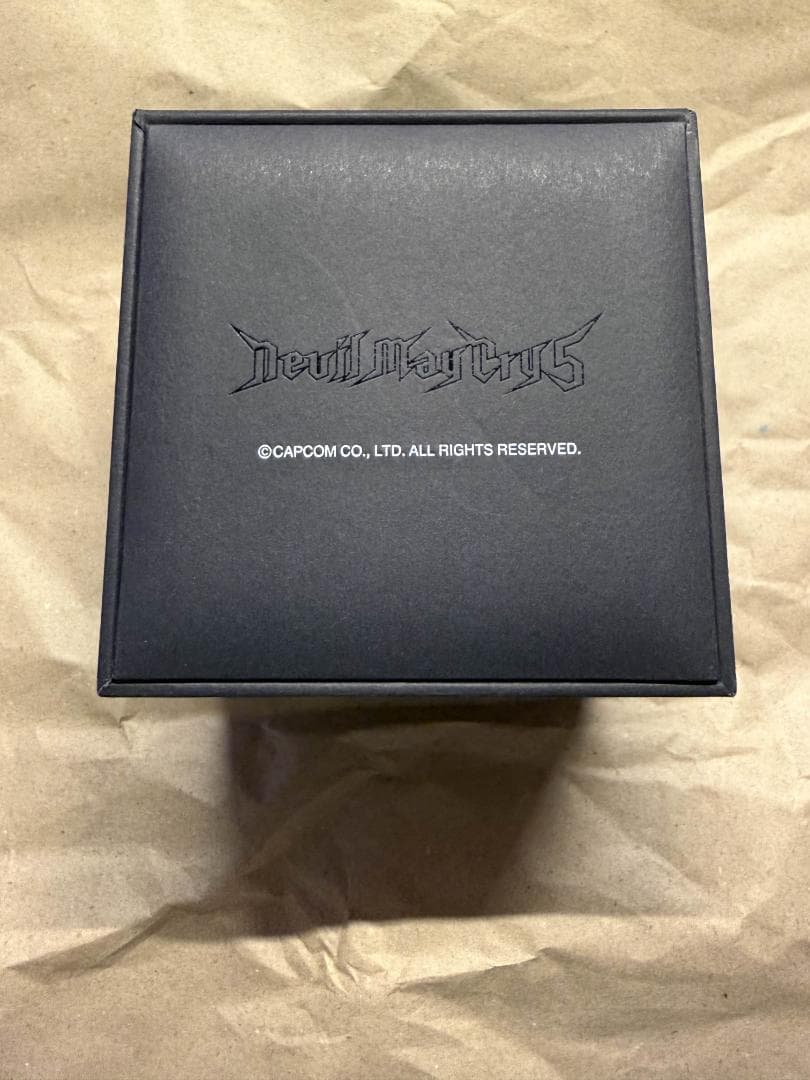 Devil May Cry 5
©CAPCOM CO., LTD. ALL RIGHTS RESERVED.